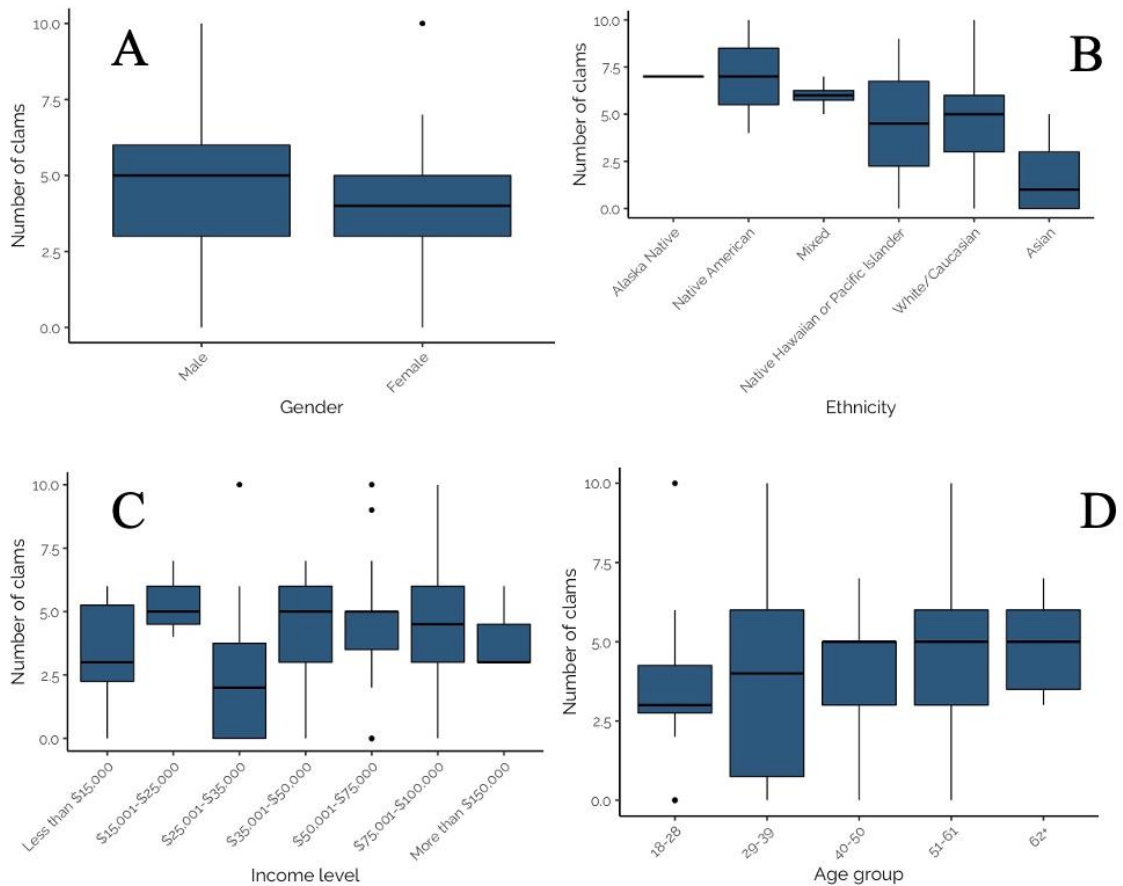 A
Number of clams
10.0
7.5
5.0
2.5
0.0
Male
Female
Gender
B
Number of clams
10.0
7.5
5.0
2.5
0.0
Alaska Native
Native American
Mixed
Native Hawaiian or Pacific Islander
White/Caucasian
Asian
Ethnicity
C
Number of clams
10.0
7.5
5.0
2.5
0.0
Less than $15,000
$15,001-$25,000
$25,001-$35,000
$35,001-$50,000
$50,001-$75,000
$75,001-$100,000
More than $150,000
Income level
D
Number of clams
10.0
7.5
5.0
2.5
0.0
18-28
29-39
40-50
51-61
62+
Age group